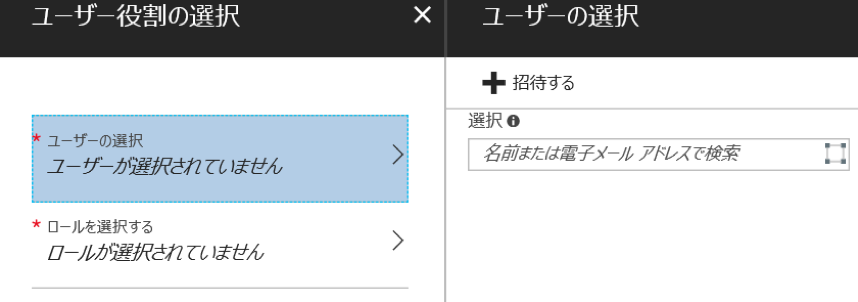 ユーザー役割の選択
ユーザーの選択
ユーザーが選択されていません
ロールを選択する
ロールが選択されていません
ユーザーの選択
招待する
選択
名前または電子メール アドレスで検索